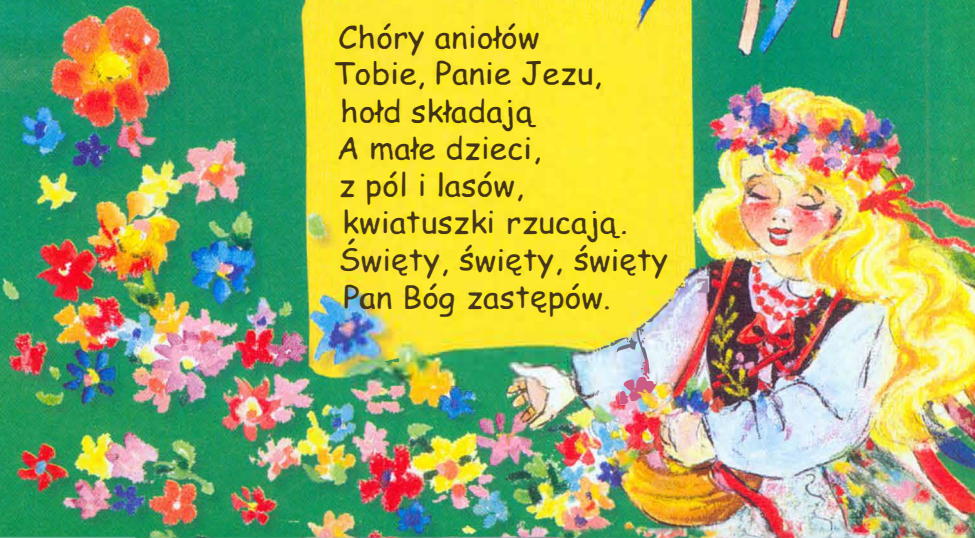 Chóry aniołów
Tobie, Panie Jezu,
hołd składają
A małe dzieci,
z pól i lasów,
kwiatuszki rzucają.
Święty, święty, święty
Pan Bóg zastępów.